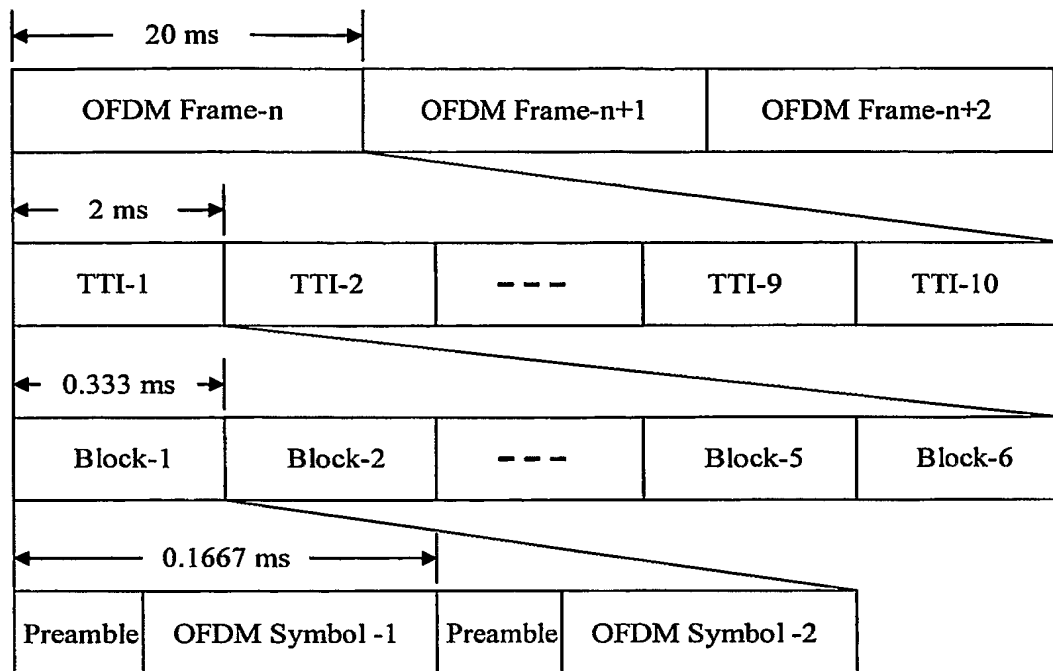 20 ms
OFDM Frame-n OFDM Frame-n+1 OFDM Frame-n+2
2 ms
TTI-1 TTI-2 --- TTI-9 TTI-10
0.333 ms
Block-1 Block-2 --- Block-5 Block-6
0.1667 ms
Preamble OFDM Symbol -1 Preamble OFDM Symbol -2